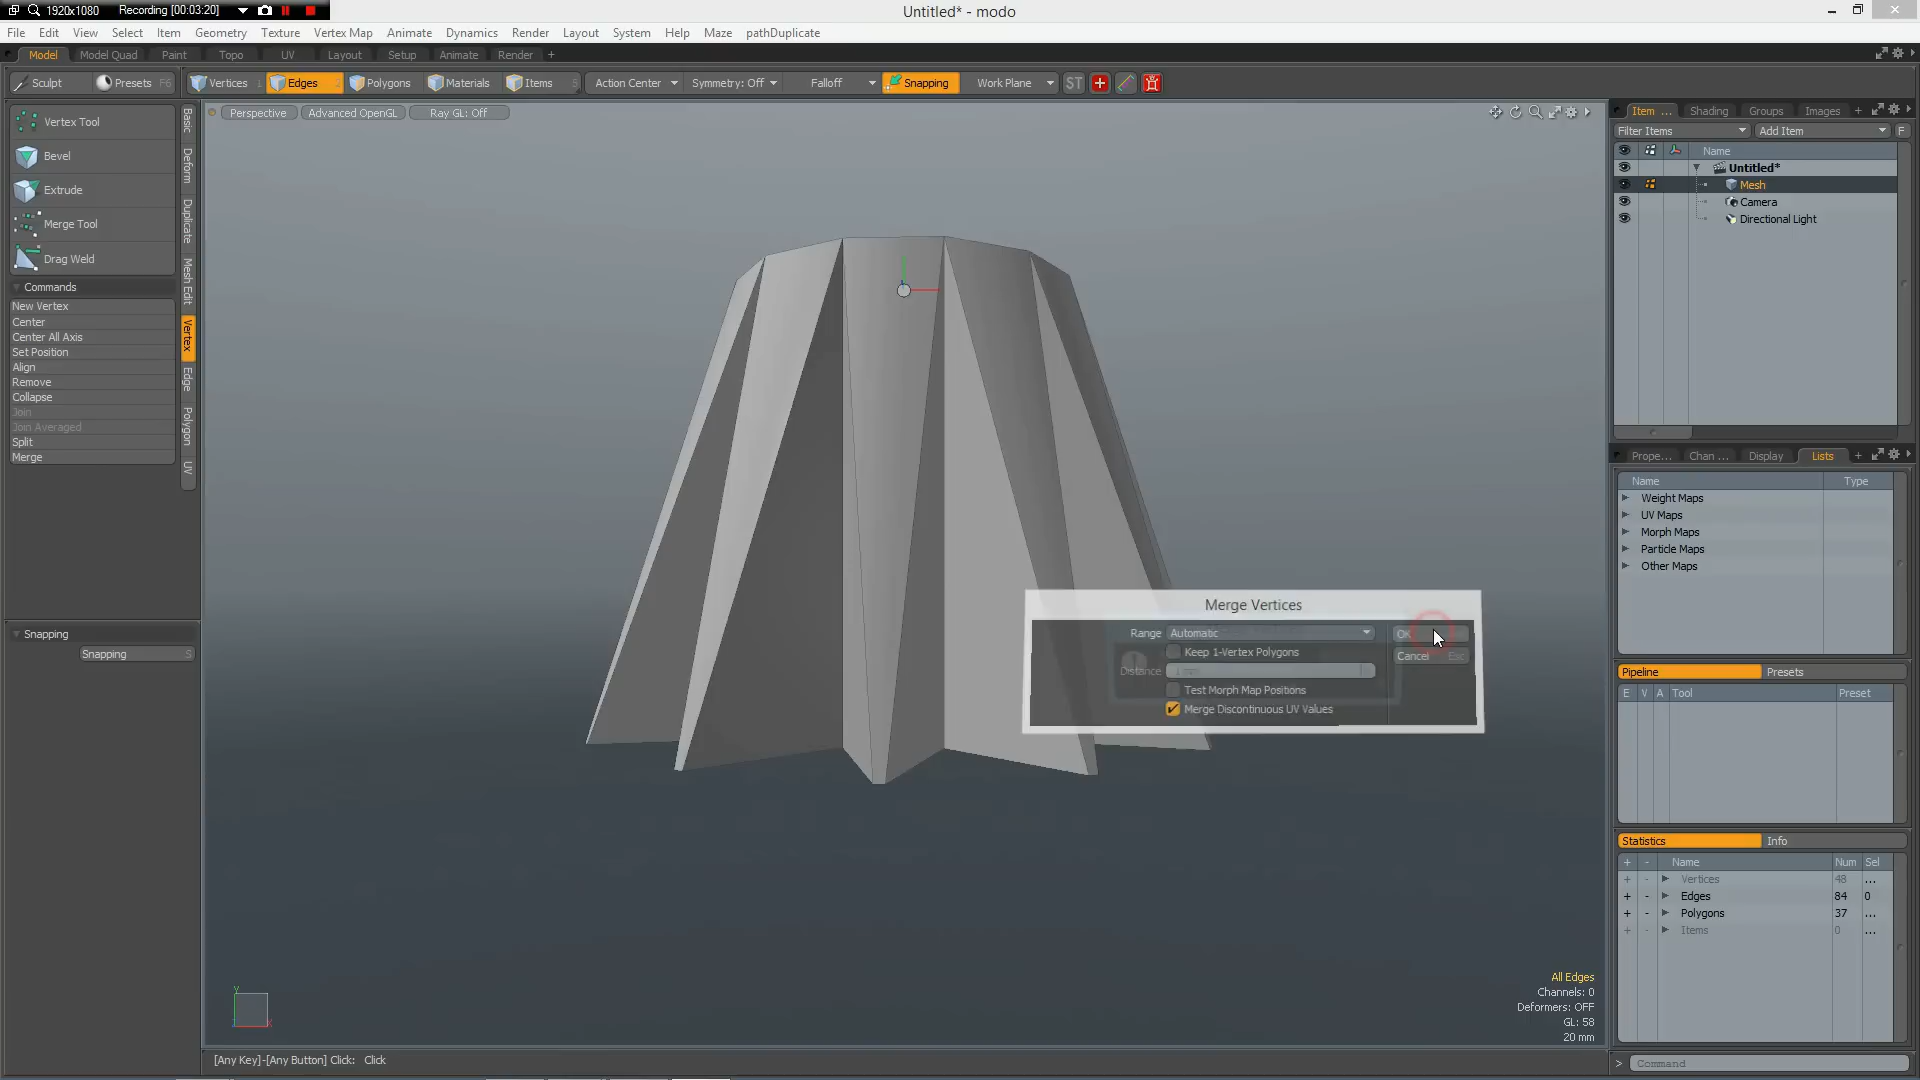 1920x1080 Recording [00:03:20]
Untitled* - modo
File Edit View Select Item Geometry Texture Vertex Map Animate Dynamics Render Layout System Help Maze pathDuplicate
Model Model Quad Paint Topo UV Layout Setup Animate Render +
Sculpt Presets F6 Vertices 1 Edges 2 Polygons 3 Materials 4 Items 5 Action Center Symmetry: Off Falloff Snapping Work Plane ST
Perspective Advanced OpenGL Ray GL: Off
Vertex Tool
Bevel
Extrude
Merge Tool
Drag Weld
Commands
New Vertex
Center
Center All Axis
Set Position
Align
Remove
Collapse
Join
Join Averaged
Split
Merge
Basic
Deform
Duplicate
Mesh Edit
Vertex
Edge
Polygon
UV
Snapping
Snapping S
Merge Vertices
Range Automatic
OK
Keep 1-Vertex Polygons
Cancel Esc
Distance
Test Morph Map Positions
Merge Discontinuous UV Values
Y
X
All Edges
Channels: 0
Deformers: OFF
GL: 58
20 mm
[Any Key]-[Any Button] Click: Click
Item ... Shading Groups Images +
Filter Items Add Item F
Name
Untitled*
Mesh
Camera
Directional Light
Prope... Chan ... Display Lists +
Name Type
Weight Maps
UV Maps
Morph Maps
Particle Maps
Other Maps
Pipeline Presets
E V A Tool Preset
Statistics Info
+ - Name Num Sel
+ - Vertices 48 ...
+ - Edges 84 0
+ - Polygons 37 ...
+ - Items 0 ...
> Command